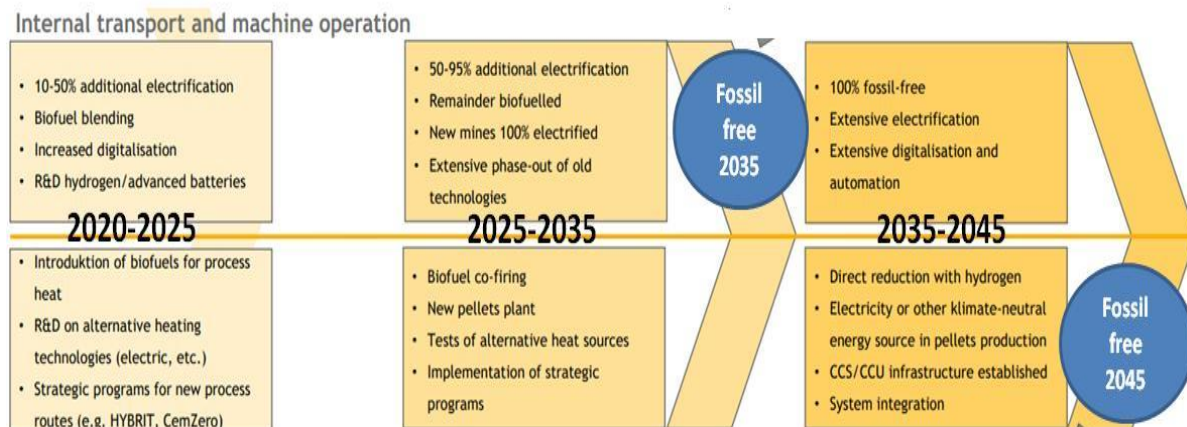 Internal transport and machine operation
• 10-50% additional electrification
• Biofuel blending
• Increased digitalisation
• R&D hydrogen/advanced batteries
• 50-95% additional electrification
• Remainder biofuelled
• New mines 100% electrified
• Extensive phase-out of old
technologies
Fossil
free
2035
• 100% fossil-free
• Extensive electrification
• Extensive digitalisation and
automation
2020-2025
2025-2035
2035-2045
• Introduktion of biofuels for process
heat
• R&D on alternative heating
technologies (electric, etc.)
• Strategic programs for new process
routes (e.g. HYBRIT, CemZero)
• Biofuel co-firing
• New pellets plant
• Tests of alternative heat sources
• Implementation of strategic
programs
• Direct reduction with hydrogen
• Electricity or other klimate-neutral
energy source in pellets production
• CCS/CCU infrastructure established
• System integration
Fossil
free
2045